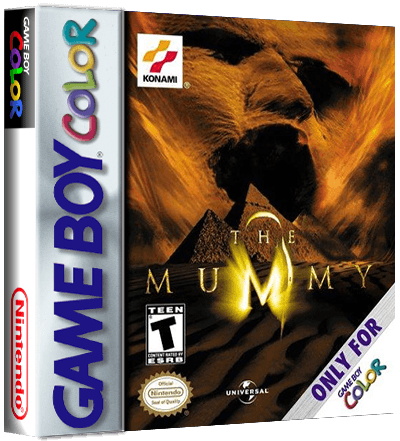 GAME BOY
COLOR
Nintendo
GAME BOY COLOR
KONAMI
THE
MUMMY
TEEN
T
CONTENT RATED BY
ESRB
Official
Nintendo
Seal of Quality
UNIVERSAL
ONLY FOR
GAME BOY
COLOR